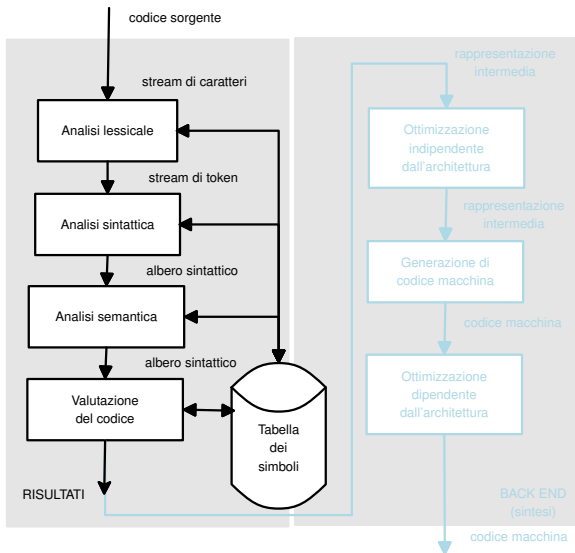 codice sorgente
stream di caratteri
Analisi lessicale
stream di token
Analisi sintattica
albero sintattico
Analisi semantica
albero sintattico
Valutazione
del codice
Tabella
dei
simboli
RISULTATI
rappresentazione
intermedia
Ottimizzazione
indipendente
dall'architettura
rappresentazione
intermedia
Generazione di
codice macchina
codice macchina
Ottimizzazione
dipendente
dall'architettura
BACK END
(sintesi)
codice macchina